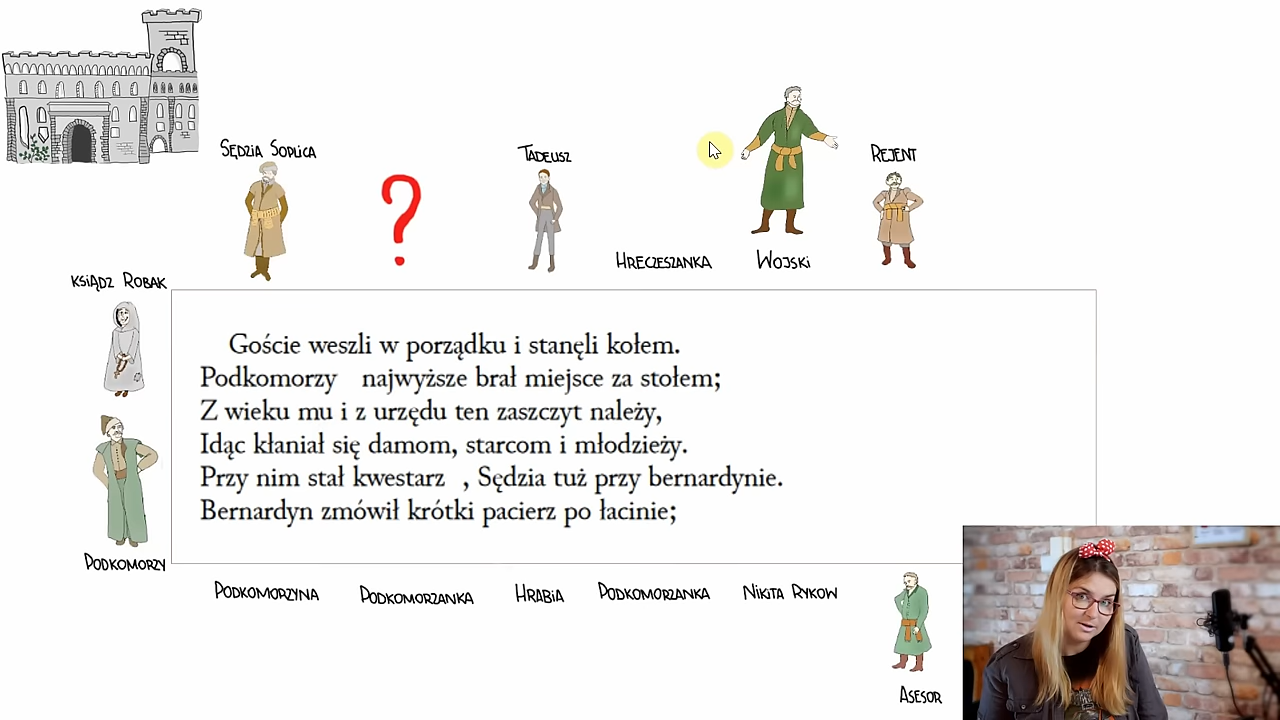 SĘDZIA SOPLICA
?
TADEUSZ
HRECZESZANKA
WOJSKI
REJENT
KSIĄDZ ROBAK
PODKOMORZY
Goście weszli w porządku i stanęli kołem.
Podkomorzy najwyższe brał miejsce za stołem;
Z wieku mu i z urzędu ten zaszczyt należy,
Idąc kłaniał się damom, starcom i młodzieży.
Przy nim stał kwestarz , Sędzia tuż przy bernardynie.
Bernardyn zmówił krótki pacierz po łacinie;
PODKOMORZYNA
PODKOMORZANKA
HRABIA
PODKOMORZANKA
NIKITA RYKOW
ASESOR